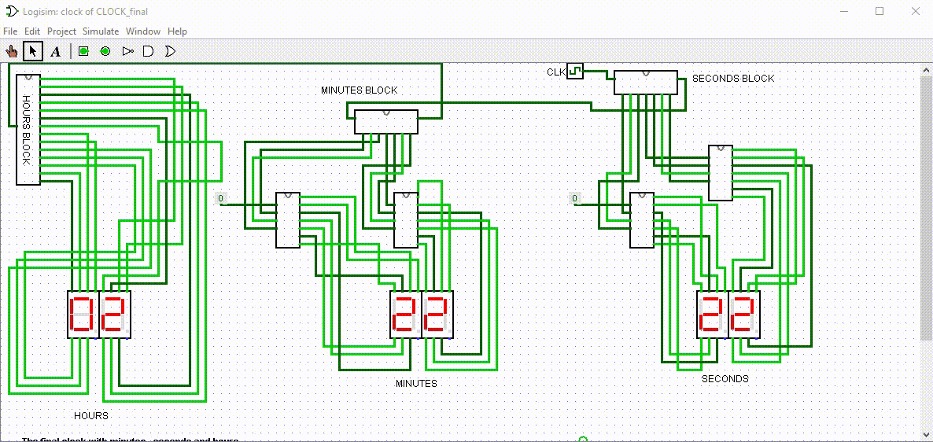 Logisim: clock of CLOCK_final
File Edit Project Simulate Window Help
A
CLK
SECONDS BLOCK
MINUTES BLOCK
HOURS BLOCK
0
0
02
22
22
HOURS
MINUTES
SECONDS
The final clock with minutes, seconds and hours